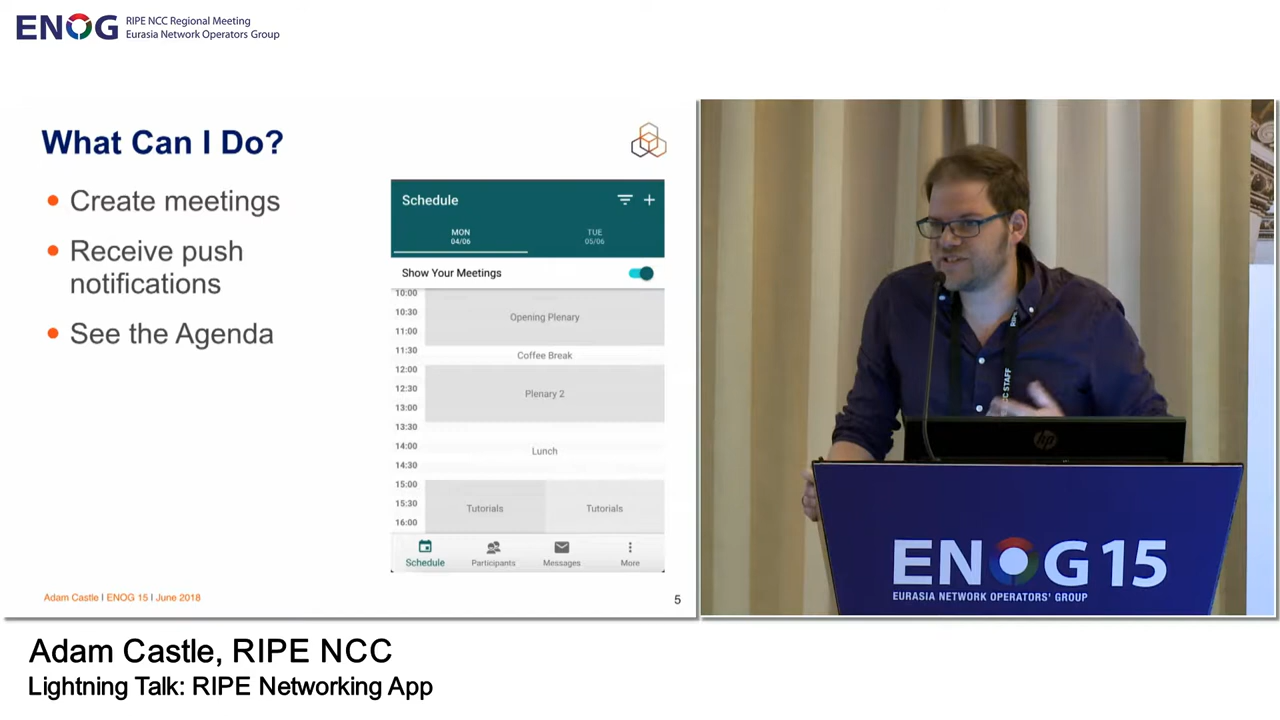 ENOG
RIPE NCC Regional Meeting
Eurasia Network Operators Group
What Can I Do?
• Create meetings
• Receive push
notifications
• See the Agenda
Schedule
MON
04/06
TUE
05/06
Show Your Meetings
10:00
10:30
Opening Plenary
11:00
11:30
Coffee Break
12:00
12:30
Plenary 2
13:00
13:30
14:00
Lunch
14:30
15:00
15:30
Tutorials
Tutorials
16:00
Schedule
Participants
Messages
More
Adam Castle I ENOG 15 I June 2018
5
CC STAFF
hp
ENOG 15
EURASIA NETWORK OPERATORS' GROUP
Adam Castle, RIPE NCC
Lightning Talk: RIPE Networking App